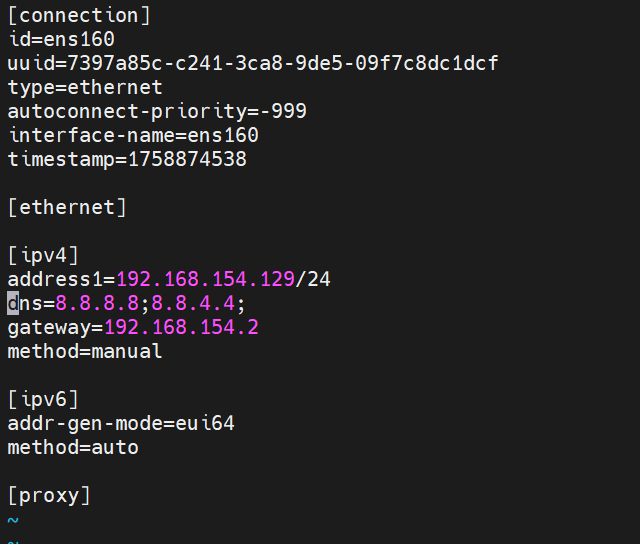 [connection]
id=ens160
uuid=7397a85c-c241-3ca8-9de5-09f7c8dc1dcf
type=ethernet
autoconnect-priority=-999
interface-name=ens160
timestamp=1758874538
[ethernet]
[ipv4]
address1=192.168.154.129/24
dns=8.8.8.8;8.8.4.4;
gateway=192.168.154.2
method=manual
[ipv6]
addr-gen-mode=eui64
method=auto
[proxy]
~
~